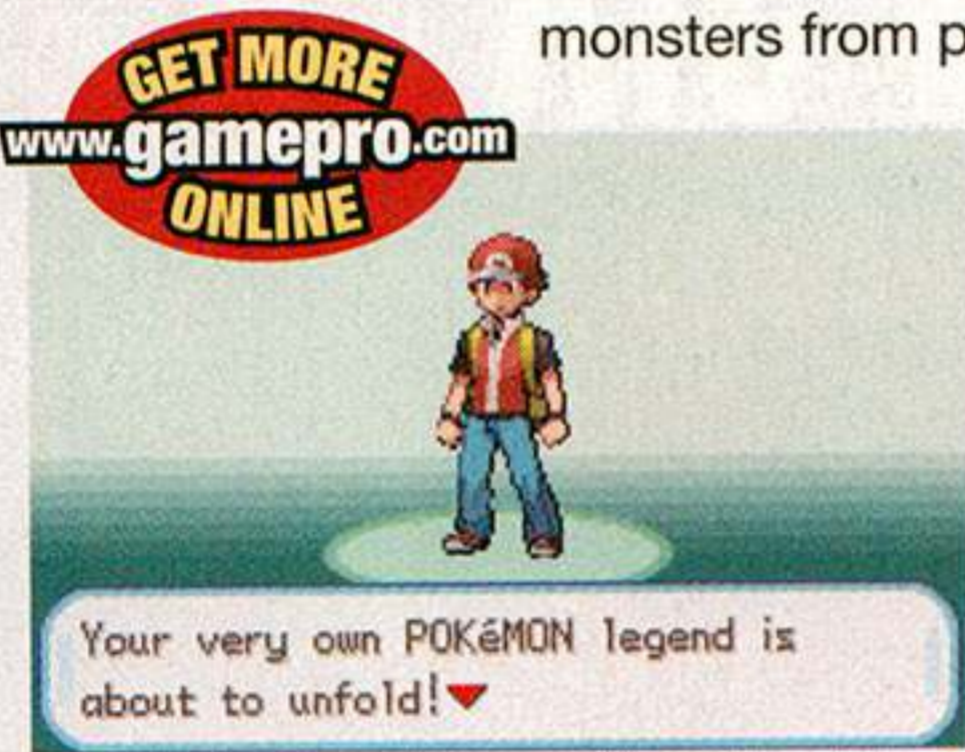 monsters from p
GET MORE
www.gamepro.com
ONLINE
Your very own POKéMON legend is
about to unfold!